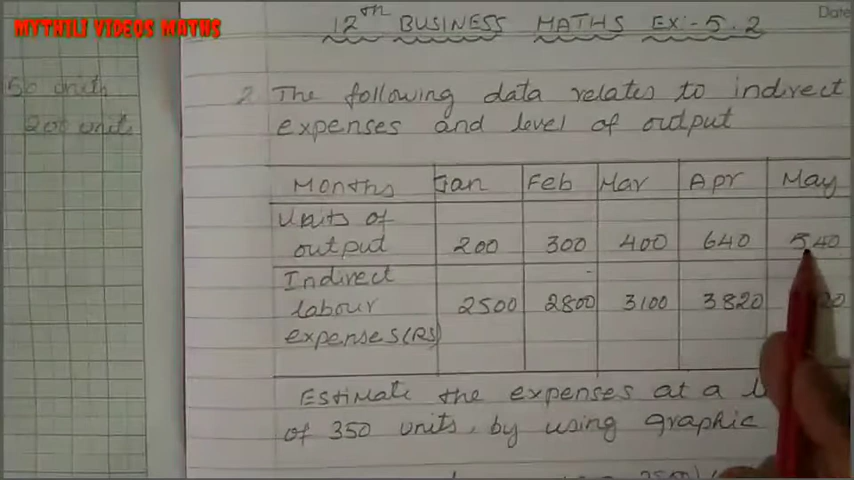 MYTHILI VIDEOS MATHS
12th BUSINESS MATHS EX:-5.2
Date
50 units
200 units
2 The following data relates to indirect
expenses and level of output
Months Jan Feb Mar Apr May
Units of
output 200 300 400 640 540
Indirect
labour 2500 2800 3100 3820 20
expenses(RS)
Estimate the expenses at a l
of 350 units, by using graphic